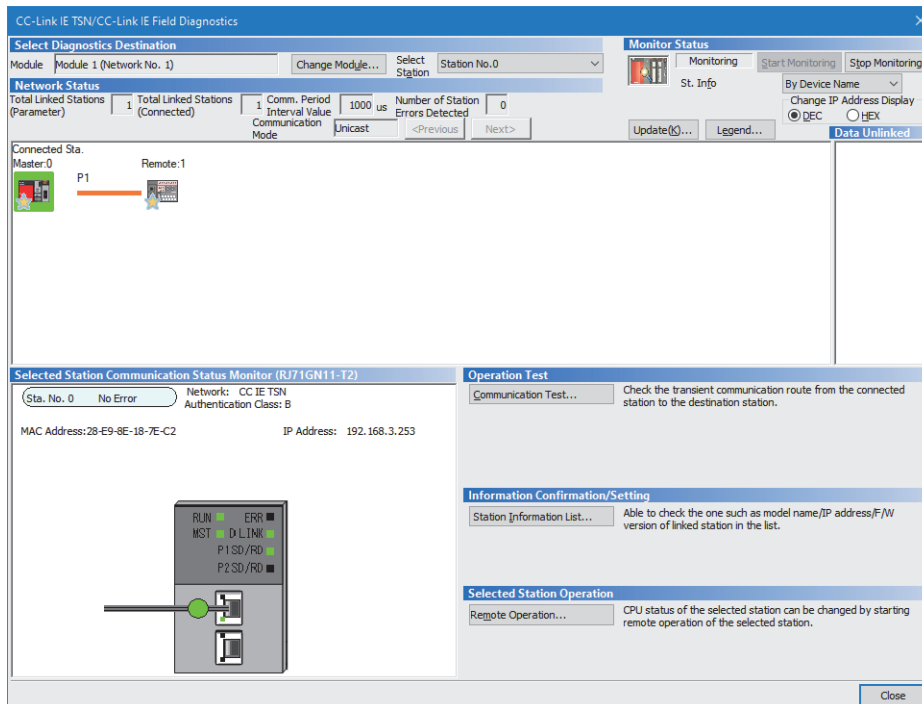 CC-Link IE TSN/CC-Link IE Field Diagnostics
Select Diagnostics Destination
Module Module 1 (Network No. 1) Change Module... Select Station Station No.0
Monitor Status
Monitoring Start Monitoring Stop Monitoring
St. Info By Device Name
Change IP Address Display
DEC HEX
Update(K)... Legend...
Network Status
Total Linked Stations (Parameter) 1 Total Linked Stations (Connected) 1 Comm. Period Interval Value 1000 us Number of Station Errors Detected 0
Communication Mode Unicast <Previous Next>
Data Unlinked
Connected Sta.
Master:0 Remote:1
P1
Selected Station Communication Status Monitor (RJ71GN11-T2)
Sta. No. 0 No Error
Network: CC IE TSN
Authentication Class: B
MAC Address:28-E9-8E-18-7E-C2 IP Address: 192.168.3.253
RUN ERR
MST D LINK
P1SD/RD
P2SD/RD
Operation Test
Communication Test...
Check the transient communication route from the connected
station to the destination station.
Information Confirmation/Setting
Station Information List...
Able to check the one such as model name/IP address/F/W
version of linked station in the list.
Selected Station Operation
Remote Operation...
CPU status of the selected station can be changed by starting
remote operation of the selected station.
Close